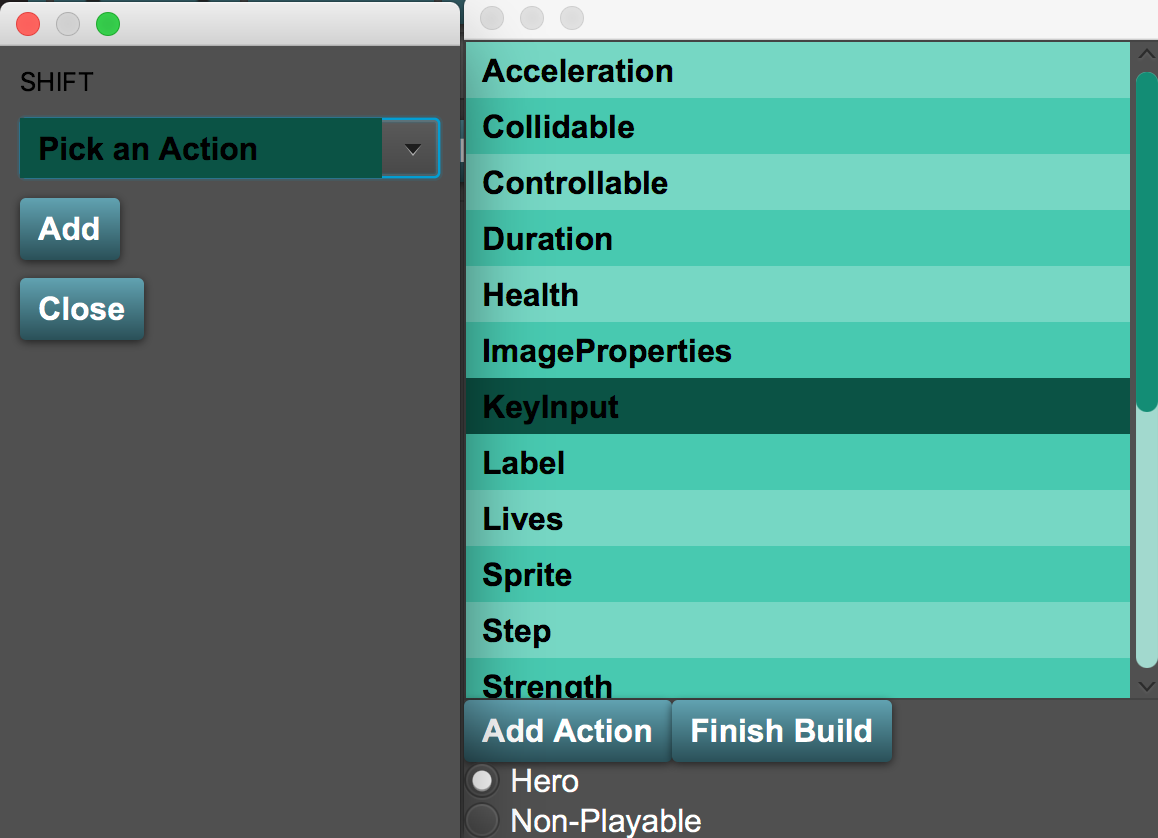 SHIFT
Pick an Action
Add
Close
Acceleration
Collidable
Controllable
Duration
Health
ImageProperties
KeyInput
Label
Lives
Sprite
Step
Strength
Add Action
Finish Build
Hero
Non-Playable